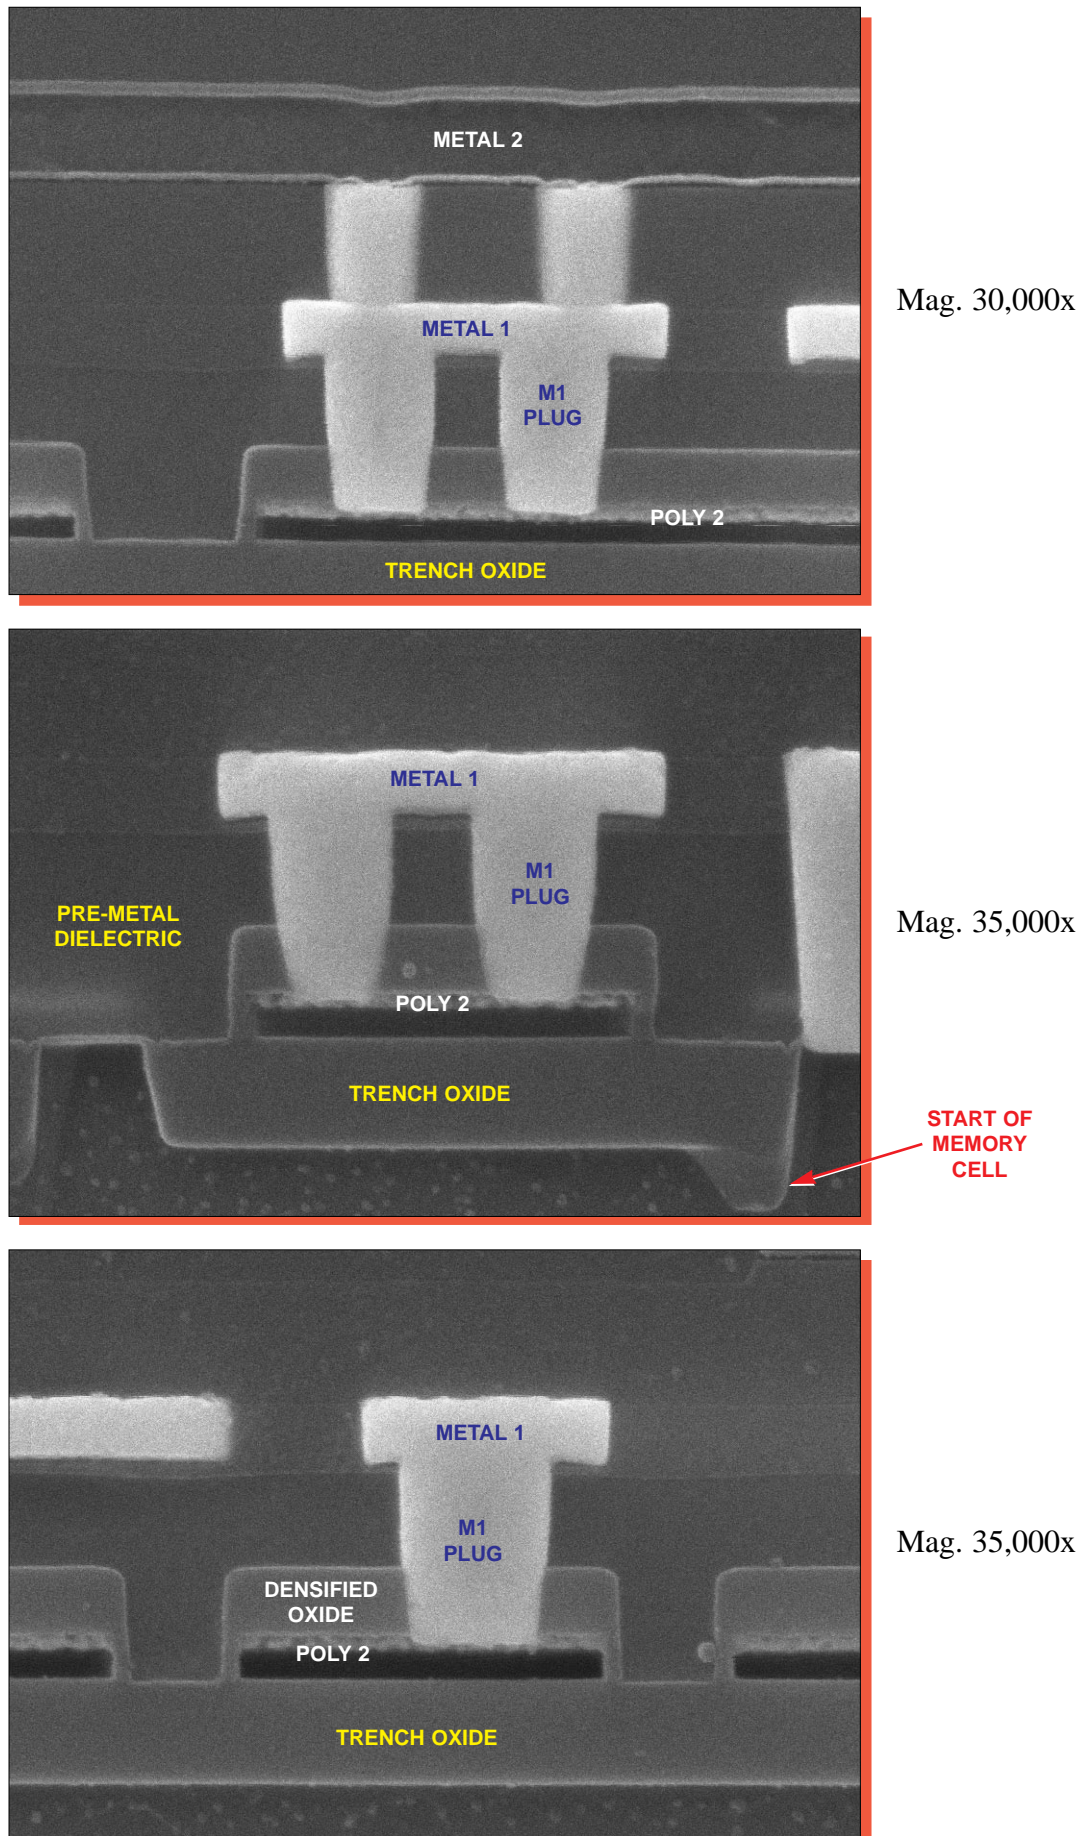 METAL 2
METAL 1
M1
PLUG
POLY 2
TRENCH OXIDE
Mag. 30,000x
METAL 1
M1
PLUG
PRE-METAL
DIELECTRIC
POLY 2
TRENCH OXIDE
Mag. 35,000x
START OF
MEMORY
CELL
METAL 1
M1
PLUG
DENSIFIED
OXIDE
POLY 2
TRENCH OXIDE
Mag. 35,000x